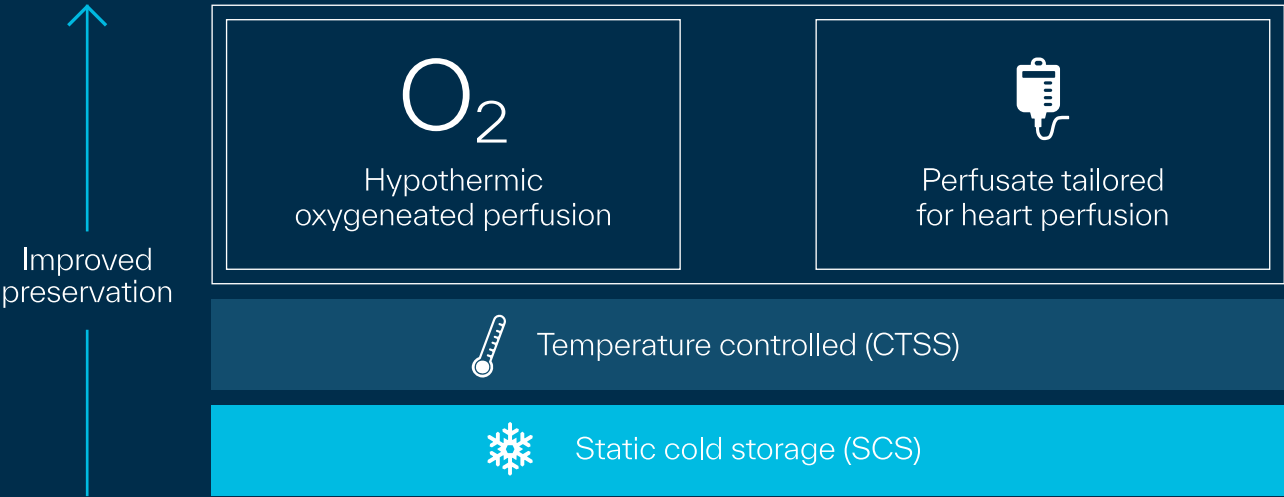 O2
Hypothermic
oxygeneated perfusion
Perfusate tailored
for heart perfusion
Improved
preservation
Temperature controlled (CTSS)
Static cold storage (SCS)